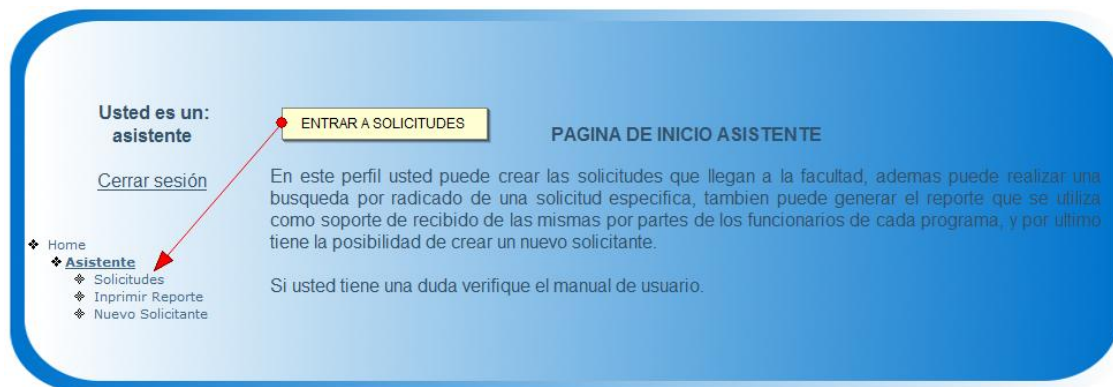 Usted es un:
asistente
Cerrar sesión
Home
Asistente
Solicitudes
Inprimir Reporte
Nuevo Solicitante
ENTRAR A SOLICITUDES
PAGINA DE INICIO ASISTENTE
En este perfil usted puede crear las solicitudes que llegan a la facultad, ademas puede realizar una
busqueda por radicado de una solicitud especifica, tambien puede generar el reporte que se utiliza
como soporte de recibido de las mismas por partes de los funcionarios de cada programa, y por ultimo
tiene la posibilidad de crear un nuevo solicitante.
Si usted tiene una duda verifique el manual de usuario.